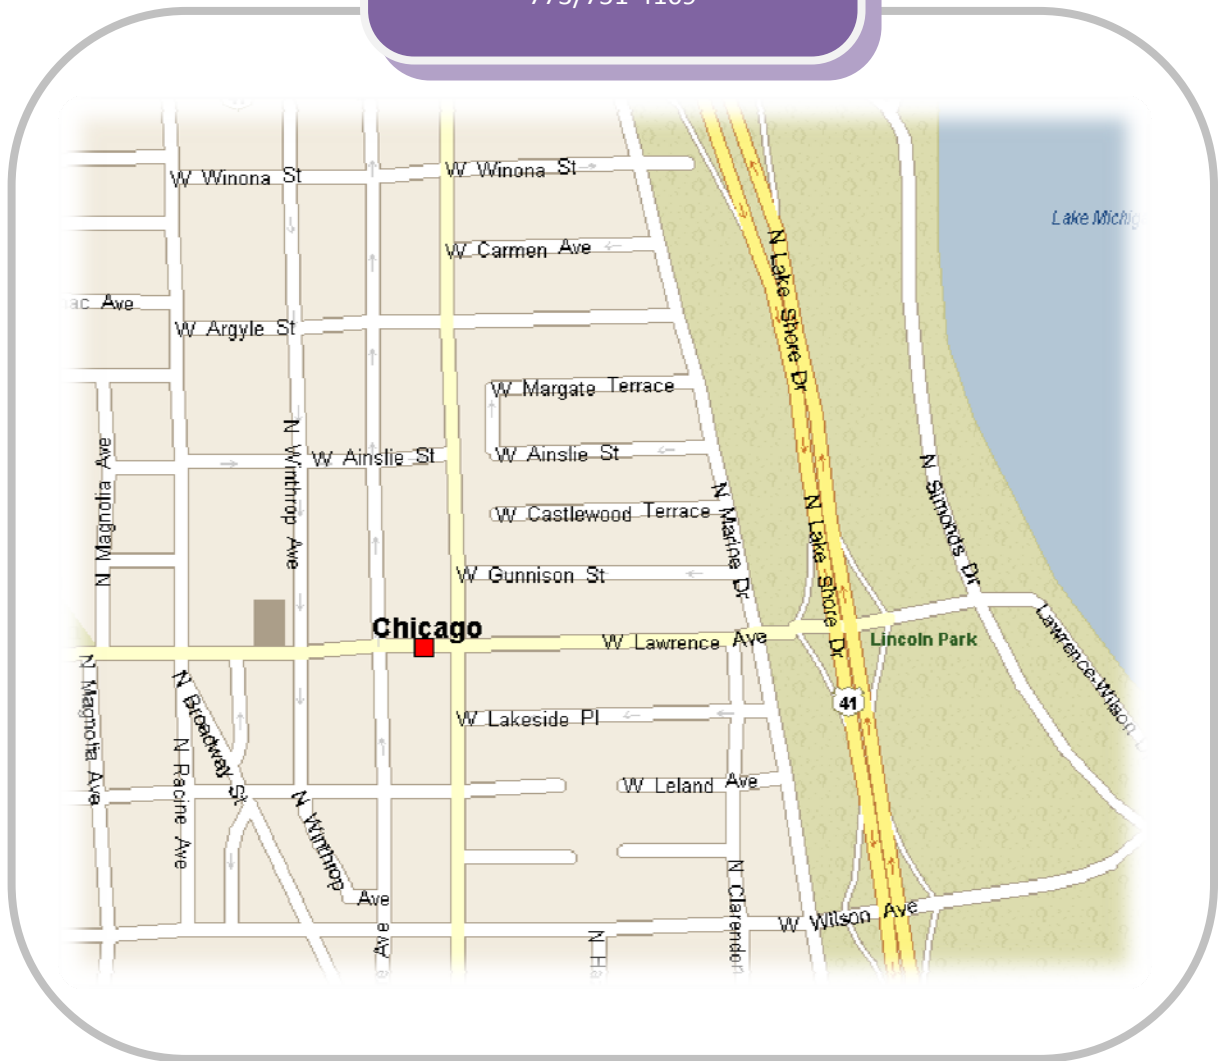 W Winona St
W Winona St
Lake
W Carmen Ave
N Lake Shore Dr
Ave
W Argyle St
W Margate Terrace
N Winthrop Ave
N Magnolia Ave
W Ainslie St
W Ainslie St
N Simonds Dr
N Marine Dr
W Castlewood Terrace
N Lake Shore Dr
W Gunnison St
Chicago
W Lawrence Ave
Lincoln Park
Lawrence-Wilson
N Magnolia Ave
N Broadway St
41
W Lakeside Pl
N Racine Ave
W Leland Ave
N Winthrop Ave
N Clarendon
W Wilson Ave
Ave
N